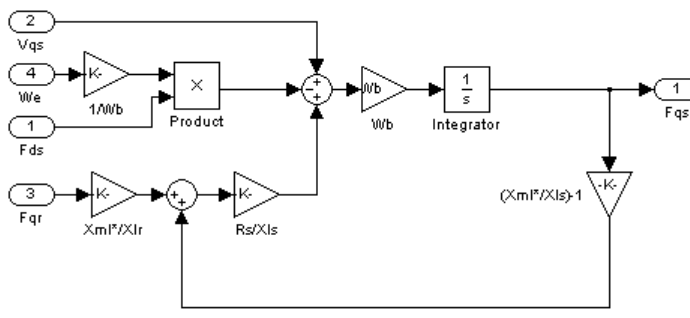 2
Vqs
4
We
K-
1/Wb
X
Product
1
Fds
3
Fqr
K-
Xml*/Xlr
+
+
K-
Rs/Xls
+
-
+
Wb
Wb
1
s
Integrator
1
Fqs
-K-
(Xml*/Xls)-1